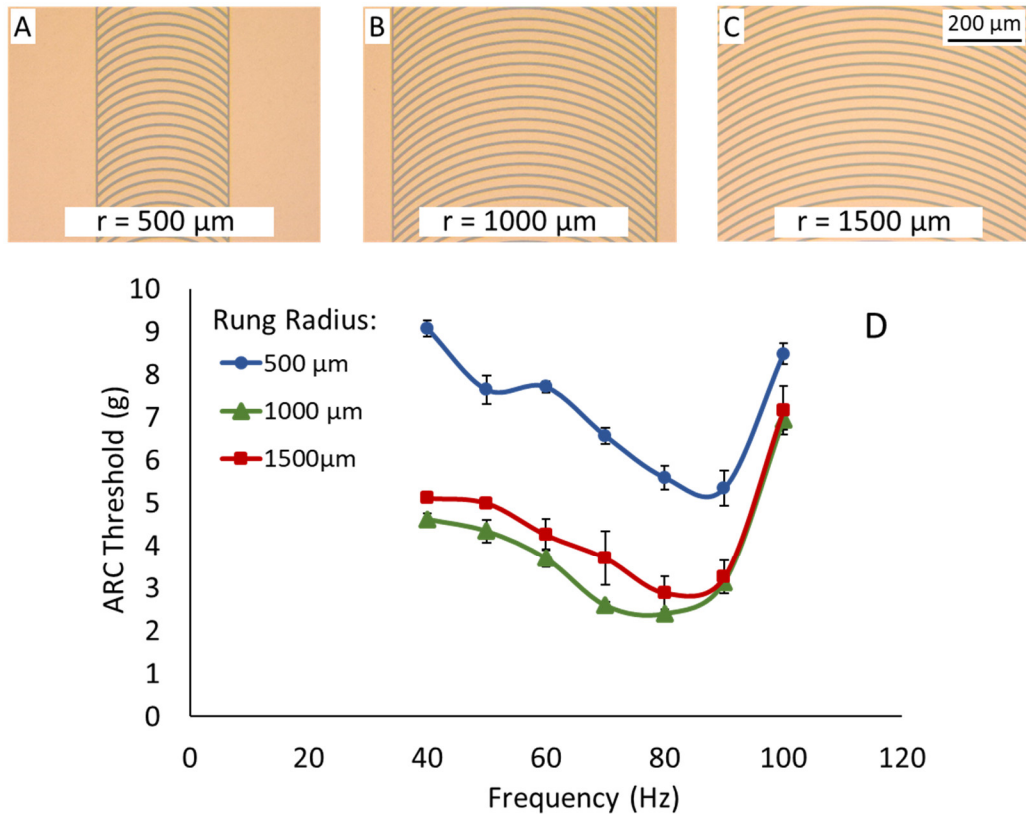 A
B
C
200 µm
r = 500 µm
r = 1000 µm
r = 1500 µm
D
Rung Radius:
500 µm
1000 µm
1500µm
ARC Threshold (g)
10
9
8
7
6
5
4
3
2
1
0
0 20 40 60 80 100 120
Frequency (Hz)